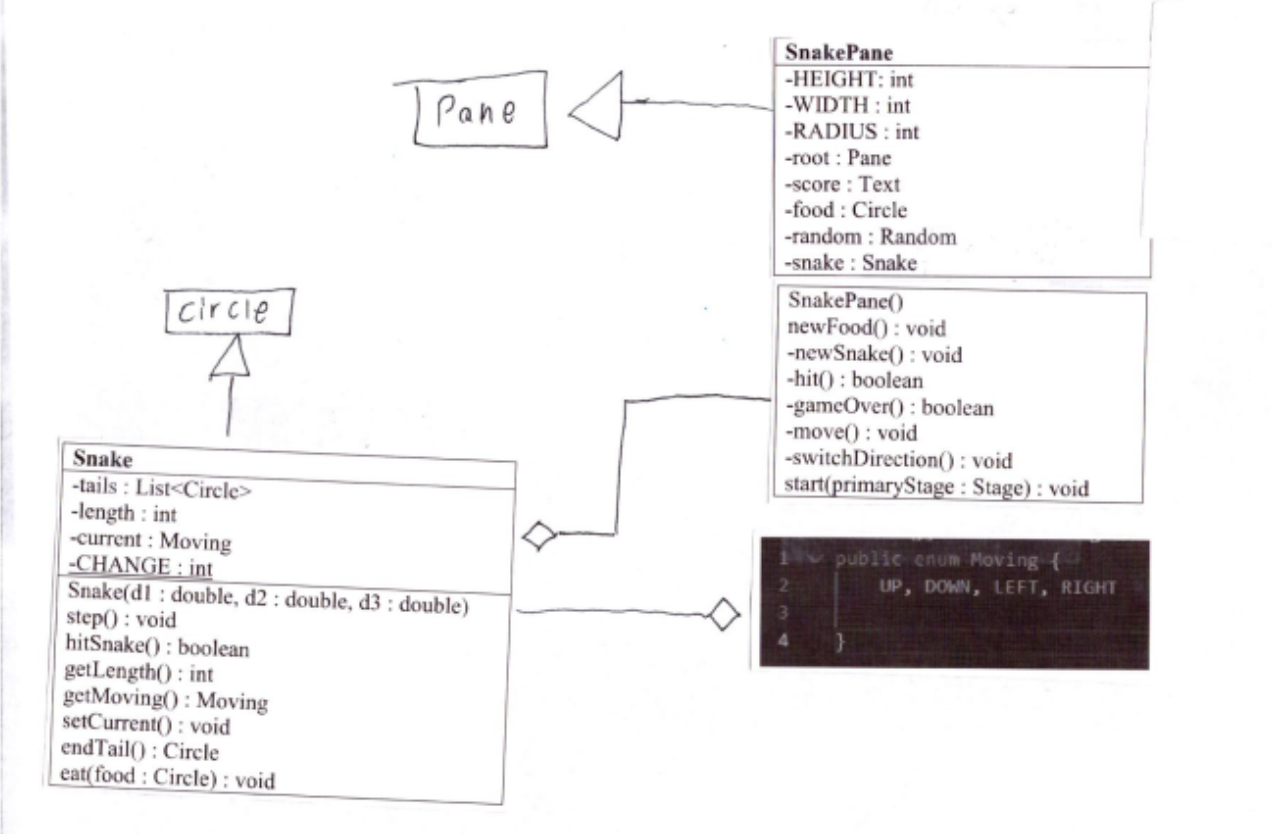 Pane
SnakePane
-HEIGHT: int
-WIDTH : int
-RADIUS : int
-root : Pane
-score : Text
-food : Circle
-random : Random
-snake : Snake
SnakePane()
newFood() : void
-newSnake() : void
-hit() : boolean
-gameOver() : boolean
-move() : void
-switchDirection() : void
start(primaryStage : Stage) : void
circle
Snake
-tails : List<Circle>
-length : int
-current : Moving
-CHANGE : int
Snake(d1 : double, d2 : double, d3 : double)
step() : void
hitSnake() : boolean
getLength() : int
getMoving() : Moving
setCurrent() : void
endTail() : Circle
eat(food : Circle) : void
1 public enum Moving {
2 UP, DOWN, LEFT, RIGHT
3
4 }